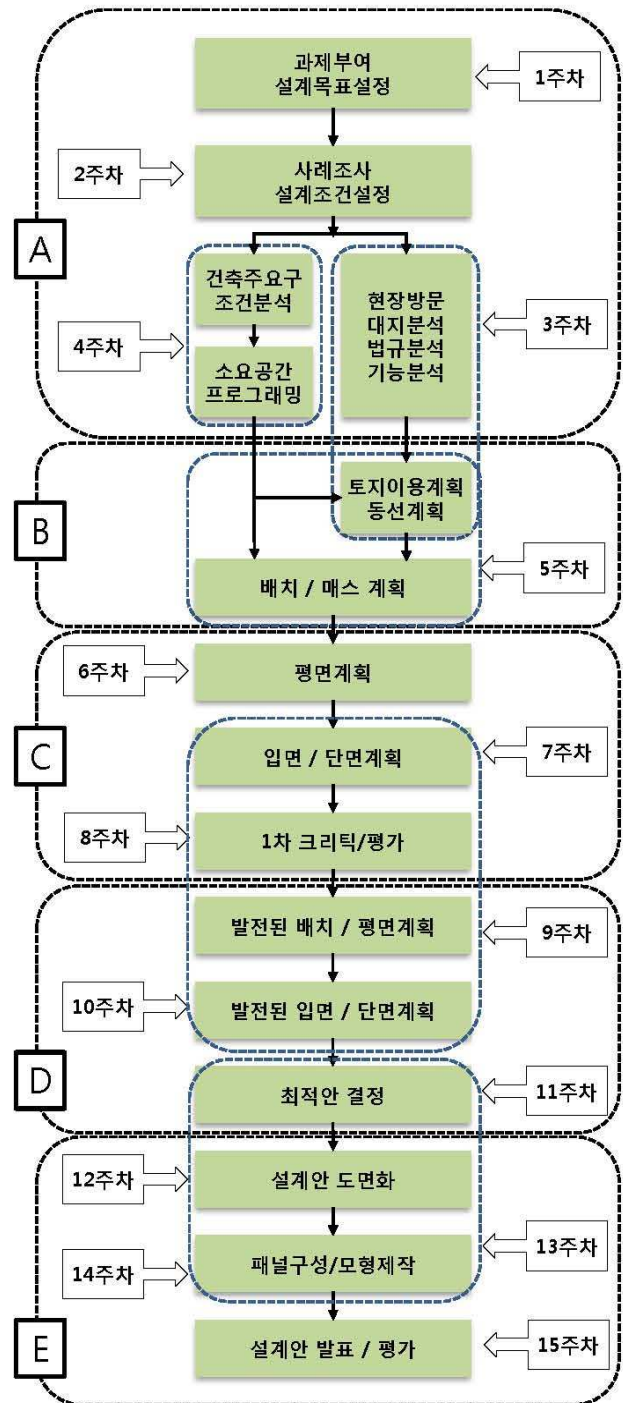 과제부여
설계목표설정
1주차
2주차
사례조사
설계조건설정
A
건축주요구
조건분석
현장방문
대지분석
법규분석
기능분석
3주차
4주차
소요공간
프로그래밍
B
토지이용계획
동선계획
배치 / 매스 계획
5주차
6주차
평면계획
C
입면 / 단면계획
7주차
8주차
1차 크리틱/평가
발전된 배치 / 평면계획
9주차
10주차
발전된 입면 / 단면계획
D
최적안 결정
11주차
12주차
설계안 도면화
패널구성/모형제작
13주차
14주차
E
설계안 발표 / 평가
15주차